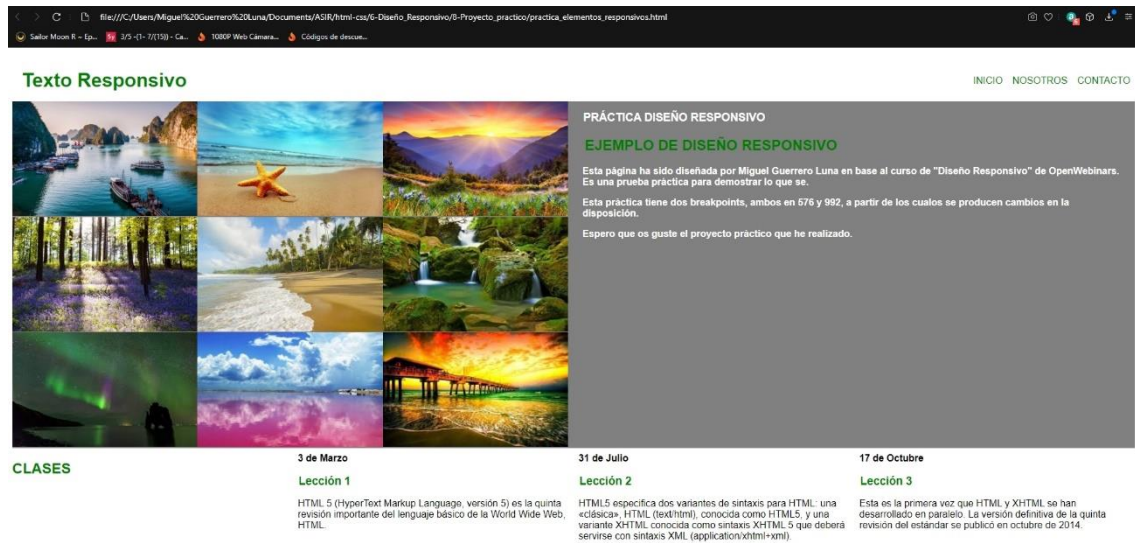 file:///C:/Users/Miguel%20Guerrero%20Luna/Documents/ASIR/html-css/6-Diseño_Responsivo/8-Proyecto_practico/practica_elementos_responsivos.html
Sailor Moon R ~ Ep... Sy 3/5 -(1- 7/(15)) - Ca... 1080P Web Cámara... Códigos de descue...
Texto Responsivo
INICIO NOSOTROS CONTACTO
PRÁCTICA DISEÑO RESPONSIVO
EJEMPLO DE DISEÑO RESPONSIVO
Esta página ha sido diseñada por Miguel Guerrero Luna en base al curso de "Diseño Responsivo" de OpenWebinars.
Es una prueba práctica para demostrar lo que se.
Esta práctica tiene dos breakpoints, ambos en 576 y 992, a partir de los cualos se producen cambios en la
disposición.
Espero que os guste el proyecto práctico que he realizado.
CLASES
3 de Marzo
Lección 1
HTML 5 (HyperText Markup Language, versión 5) es la quinta
revisión importante del lenguaje básico de la World Wide Web,
HTML.
31 de Julio
Lección 2
HTML5 especifica dos variantes de sintaxis para HTML: una
«clásica», HTML (text/html), conocida como HTML5, y una
variante XHTML conocida como sintaxis XHTML 5 que deberá
servirse con sintaxis XML (application/xhtml+xml).
17 de Octubre
Lección 3
Esta es la primera vez que HTML y XHTML se han
desarrollado en paralelo. La versión definitiva de la quinta
revisión del estándar se publicó en octubre de 2014.